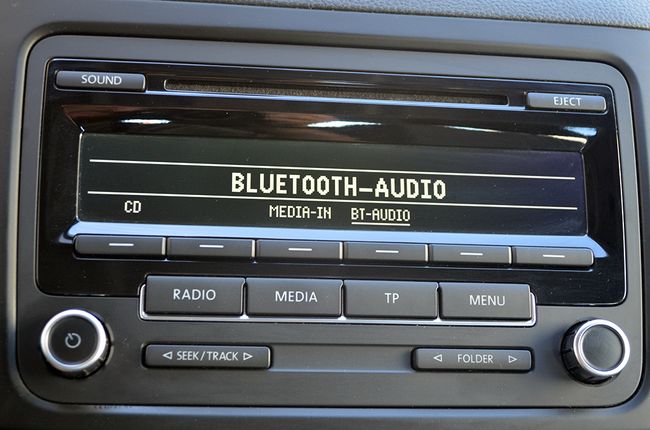 SOUND
EJECT
BLUETOOTH-AUDIO
CD MEDIA-IN BT-AUDIO
RADIO MEDIA TP MENU
SEEK/TRACK FOLDER